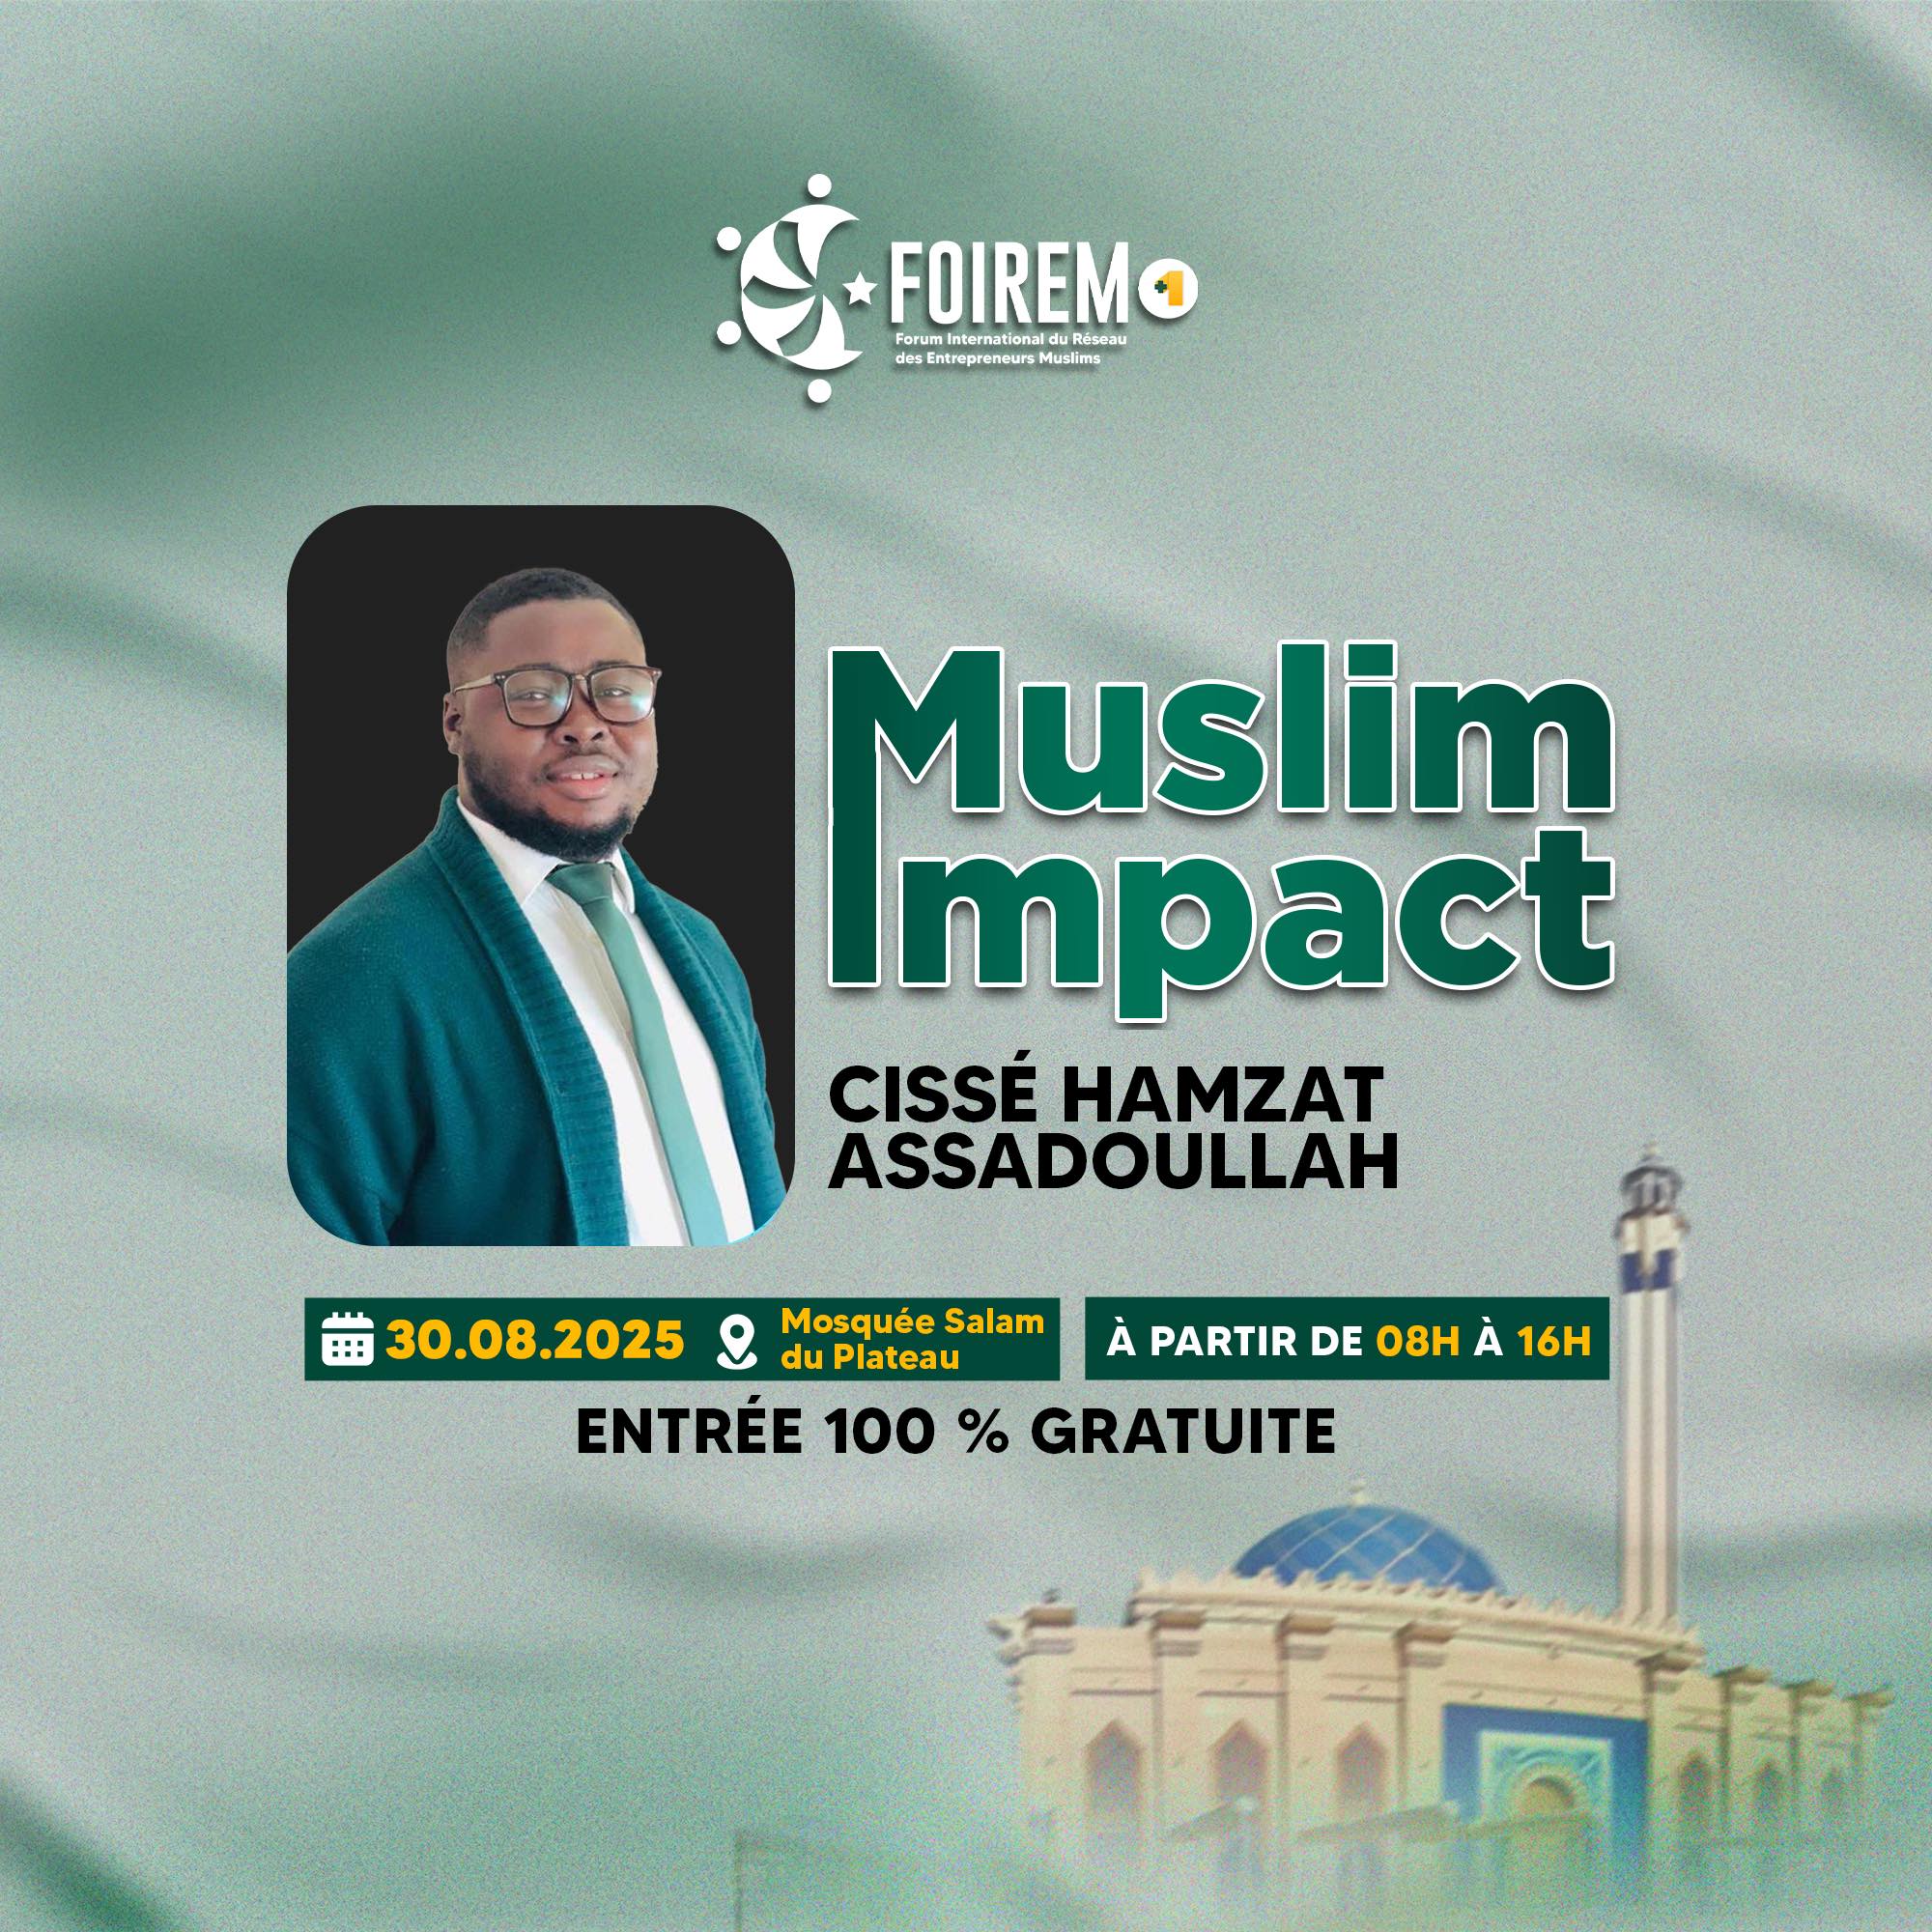 FOIREM +1
Forum International du Réseau
des Entrepreneurs Muslims
Muslim
Impact
CISSÉ HAMZAT
ASSADOULLAH
30.08.2025
Mosquée Salam
du Plateau
À PARTIR DE 08H À 16H
ENTRÉE 100 % GRATUITE